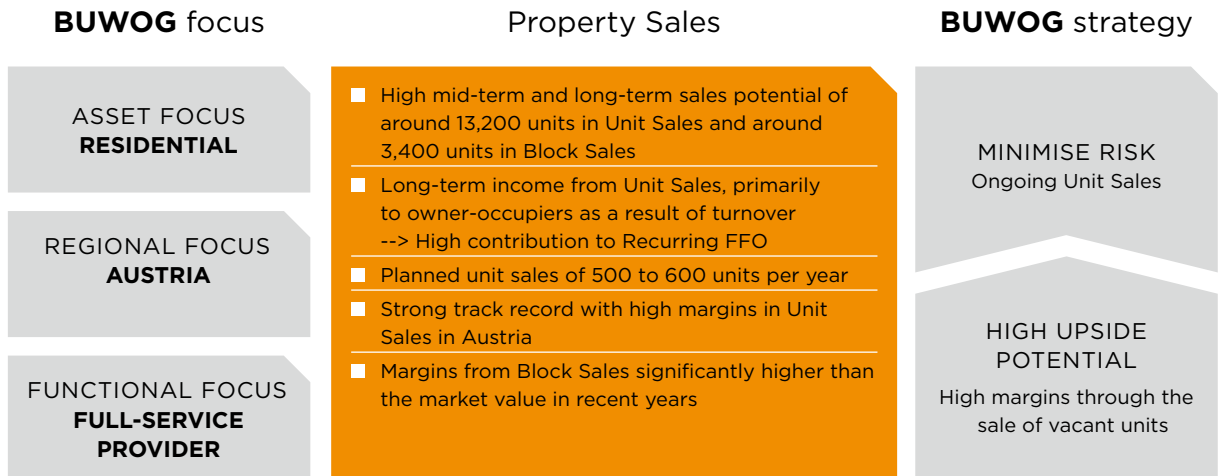 BUWOG focus
ASSET FOCUS
RESIDENTIAL
REGIONAL FOCUS
AUSTRIA
FUNCTIONAL FOCUS
FULL-SERVICE
PROVIDER
Property Sales
High mid-term and long-term sales potential of
around 13,200 units in Unit Sales and around
3,400 units in Block Sales
Long-term income from Unit Sales, primarily
to owner-occupiers as a result of turnover
--> High contribution to Recurring FFO
Planned unit sales of 500 to 600 units per year
Strong track record with high margins in Unit
Sales in Austria
Margins from Block Sales significantly higher than
the market value in recent years
BUWOG strategy
MINIMISE RISK
Ongoing Unit Sales
HIGH UPSIDE
POTENTIAL
High margins through the
sale of vacant units